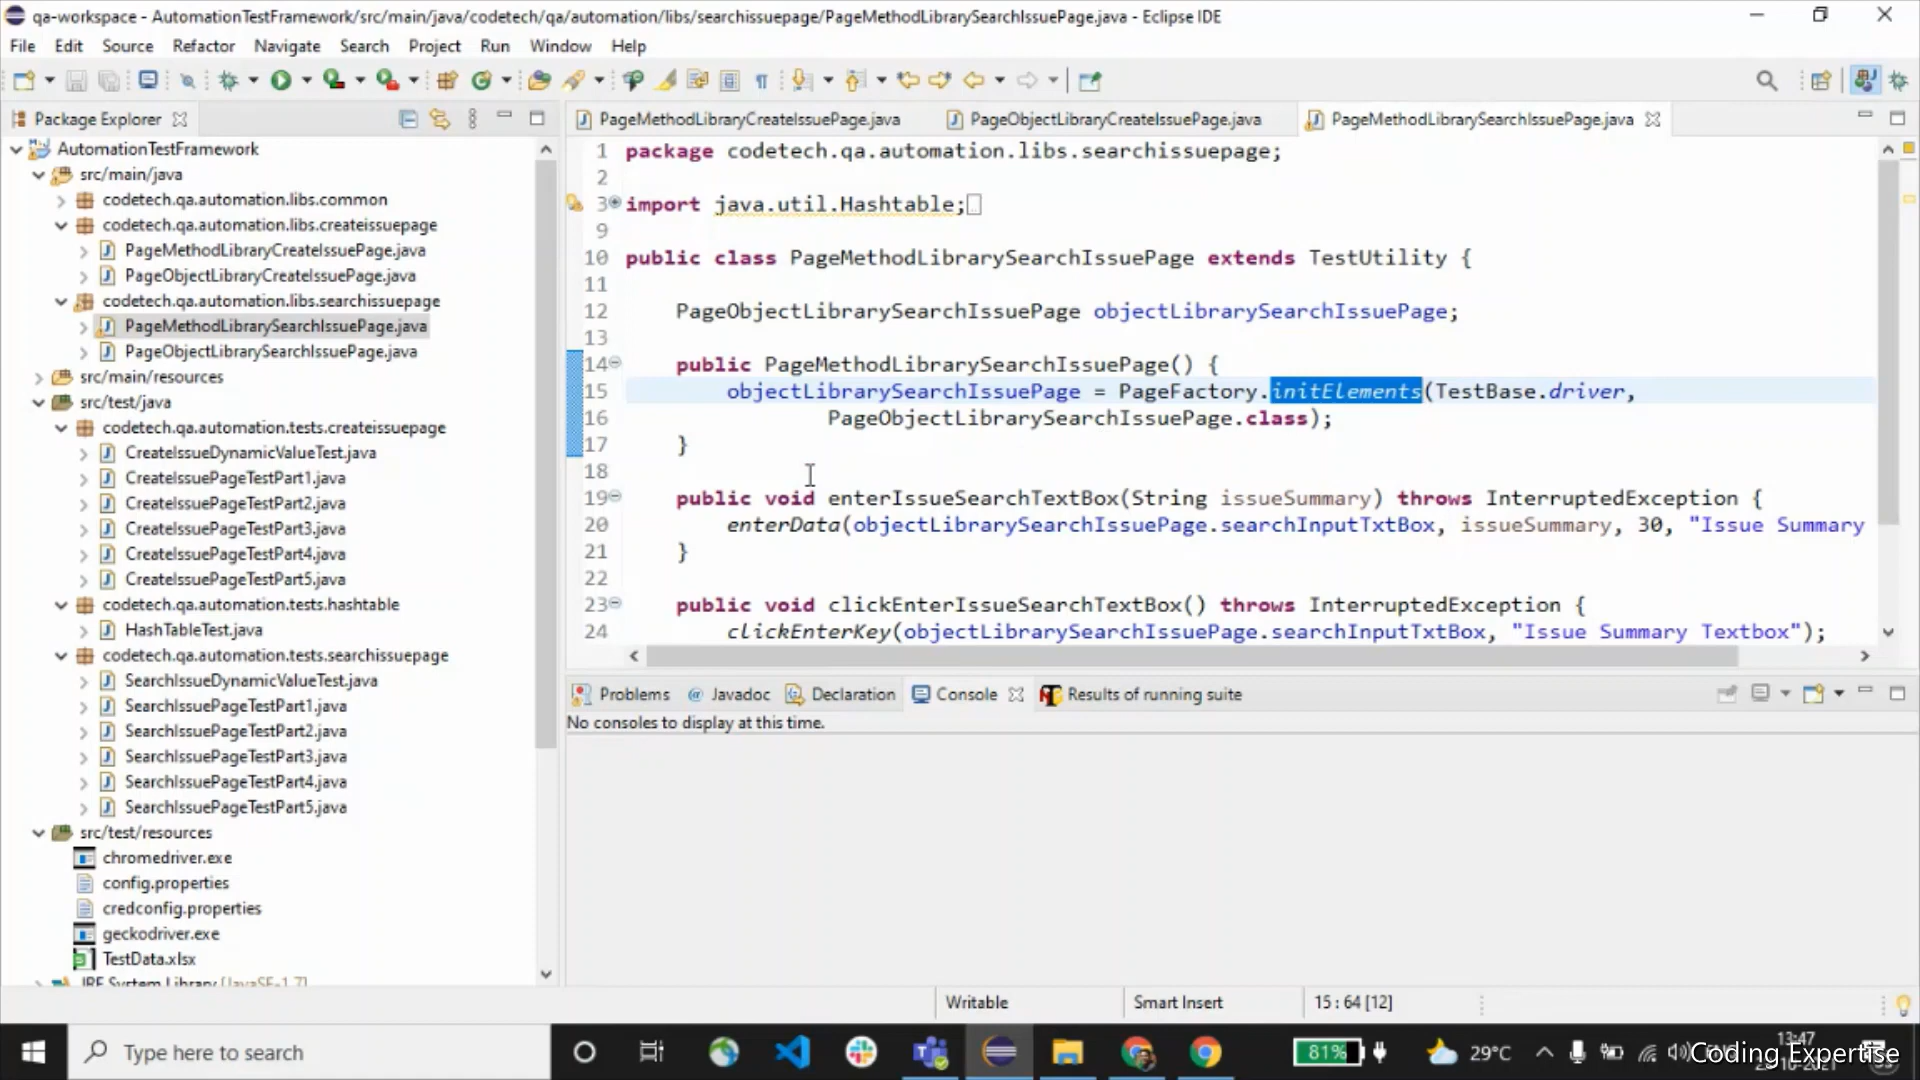 qa-workspace - AutomationTestFramework/src/main/java/codetech/qa/automation/libs/searchissuepage/PageMethodLibrarySearchIssuePage.java - Eclipse IDE
File Edit Source Refactor Navigate Search Project Run Window Help
Package Explorer
AutomationTestFramework
src/main/java
codetech.qa.automation.libs.common
codetech.qa.automation.libs.createissuepage
PageMethodLibraryCreateIssuePage.java
PageObjectLibraryCreateIssuePage.java
codetech.qa.automation.libs.searchissuepage
PageMethodLibrarySearchIssuePage.java
PageObjectLibrarySearchIssuePage.java
src/main/resources
src/test/java
codetech.qa.automation.tests.createissuepage
CreateIssueDynamicValueTest.java
CreateIssuePageTestPart1.java
CreateIssuePageTestPart2.java
CreateIssuePageTestPart3.java
CreateIssuePageTestPart4.java
CreateIssuePageTestPart5.java
codetech.qa.automation.tests.hashtable
HashTableTest.java
codetech.qa.automation.tests.searchissuepage
SearchIssueDynamicValueTest.java
SearchIssuePageTestPart1.java
SearchIssuePageTestPart2.java
SearchIssuePageTestPart3.java
SearchIssuePageTestPart4.java
SearchIssuePageTestPart5.java
src/test/resources
chromedriver.exe
config.properties
credconfig.properties
geckodriver.exe
TestData.xlsx
JRE System Library [JavaSE-1.7]
PageMethodLibraryCreateIssuePage.java PageObjectLibraryCreateIssuePage.java PageMethodLibrarySearchIssuePage.java
1 package codetech.qa.automation.libs.searchissuepage;
2
3 import java.util.Hashtable;
9
10 public class PageMethodLibrarySearchIssuePage extends TestUtility {
11
12 PageObjectLibrarySearchIssuePage objectLibrarySearchIssuePage;
13
14 public PageMethodLibrarySearchIssuePage() {
15 objectLibrarySearchIssuePage = PageFactory.initElements(TestBase.driver,
16 PageObjectLibrarySearchIssuePage.class);
17 }
18
19 public void enterIssueSearchTextBox(String issueSummary) throws InterruptedException {
20 enterData(objectLibrarySearchIssuePage.searchInputTxtBox, issueSummary, 30, "Issue Summary
21 }
22
23 public void clickEnterIssueSearchTextBox() throws InterruptedException {
24 clickEnterKey(objectLibrarySearchIssuePage.searchInputTxtBox, "Issue Summary Textbox");
Problems Javadoc Declaration Console Results of running suite
No consoles to display at this time.
Writable Smart Insert 15 : 64 [12]
Type here to search
81%
29°C
13:47
Coding Expertise